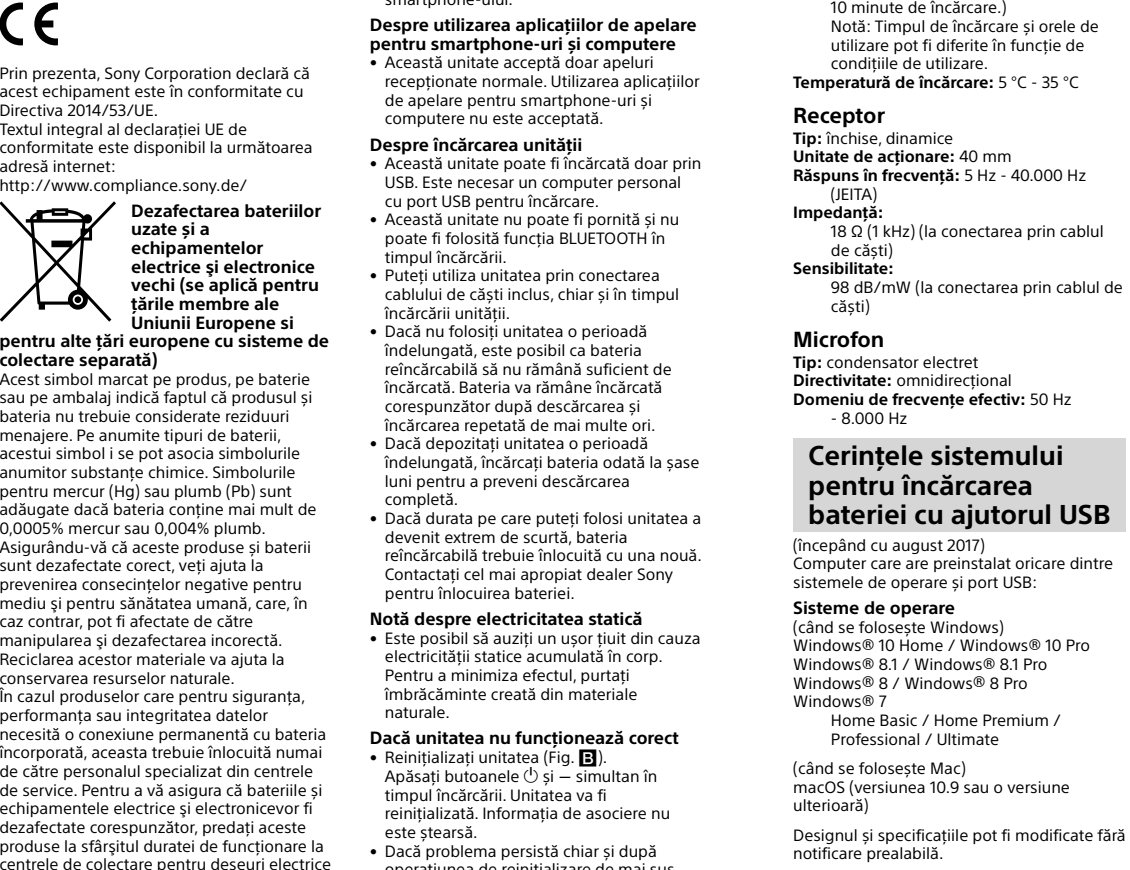 CE
Prin prezenta, Sony Corporation declară că
acest echipament este în conformitate cu
Directiva 2014/53/UE.
Textul integral al declarației UE de
conformitate este disponibil la următoarea
adresă internet:
http://www.compliance.sony.de/
Dezafectarea bateriilor
uzate și a
echipamentelor
electrice şi electronice
vechi (se aplică pentru
țările membre ale
Uniunii Europene si
pentru alte țări europene cu sisteme de
colectare separată)
Acest simbol marcat pe produs, pe baterie
sau pe ambalaj indică faptul că produsul și
bateria nu trebuie considerate reziduuri
menajere. Pe anumite tipuri de baterii,
acestui simbol i se pot asocia simbolurile
anumitor substanțe chimice. Simbolurile
pentru mercur (Hg) sau plumb (Pb) sunt
adăugate dacă bateria conține mai mult de
0,0005% mercur sau 0,004% plumb.
Asigurându-vă că aceste produse și baterii
sunt dezafectate corect, veți ajuta la
prevenirea consecințelor negative pentru
mediu şi pentru sănătatea umană, care, în
caz contrar, pot fi afectate de către
manipularea şi dezafectarea incorectă.
Reciclarea acestor materiale va ajuta la
conservarea resurselor naturale.
În cazul produselor care pentru siguranța,
performanța sau integritatea datelor
necesită o conexiune permanentă cu bateria
încorporată, aceasta trebuie înlocuită numai
de către personalul specializat din centrele
de service. Pentru a vă asigura că bateriile și
echipamentele electrice şi electronicevor fi
dezafectate corespunzător, predați aceste
produse la sfârşitul duratei de funcționare la
centrele de colectare pentru deșeuri electrice
smartphone-ului.
Despre utilizarea aplicațiilor de apelare
pentru smartphone-uri și computere
• Această unitate acceptă doar apeluri
recepționate normale. Utilizarea aplicațiilor
de apelare pentru smartphone-uri și
computere nu este acceptată.
Despre încărcarea unității
• Această unitate poate fi încărcată doar prin
USB. Este necesar un computer personal
cu port USB pentru încărcare.
• Această unitate nu poate fi pornită și nu
poate fi folosită funcția BLUETOOTH în
timpul încărcării.
• Puteți utiliza unitatea prin conectarea
cablului de căști inclus, chiar și în timpul
încărcării unității.
• Dacă nu folosiți unitatea o perioadă
îndelungată, este posibil ca bateria
reîncărcabilă să nu rămână suficient de
încărcată. Bateria va rămâne încărcată
corespunzător după descărcarea și
încărcarea repetată de mai multe ori.
• Dacă depozitați unitatea o perioadă
îndelungată, încărcați bateria odată la șase
luni pentru a preveni descărcarea
completă.
• Dacă durata pe care puteți folosi unitatea a
devenit extrem de scurtă, bateria
reîncărcabilă trebuie înlocuită cu una nouă.
Contactați cel mai apropiat dealer Sony
pentru înlocuirea bateriei.
Notă despre electricitatea statică
• Este posibil să auziți un ușor țiuit din cauza
electricității statice acumulată în corp.
Pentru a minimiza efectul, purtați
îmbrăcăminte creată din materiale
naturale.
Dacă unitatea nu funcționează corect
• Reinițializați unitatea (Fig. B).
Apăsați butoanele ⏻ și − simultan în
timpul încărcării. Unitatea va fi
reinițializată. Informația de asociere nu
este ștearsă.
• Dacă problema persistă chiar și după
operațiunea de reinițializare de mai sus,
10 minute de încărcare.)
Notă: Timpul de încărcare și orele de
utilizare pot fi diferite în funcție de
condițiile de utilizare.
Temperatură de încărcare: 5 °C - 35 °C
Receptor
Tip: închise, dinamice
Unitate de acționare: 40 mm
Răspuns în frecvență: 5 Hz - 40.000 Hz
(JEITA)
Impedanță:
18 Ω (1 kHz) (la conectarea prin cablul
de căști)
Sensibilitate:
98 dB/mW (la conectarea prin cablul de
căști)
Microfon
Tip: condensator electret
Directivitate: omnidirecțional
Domeniu de frecvențe efectiv: 50 Hz
- 8.000 Hz
Cerințele sistemului
pentru încărcarea
bateriei cu ajutorul USB
(începând cu august 2017)
Computer care are preinstalat oricare dintre
sistemele de operare și port USB:
Sisteme de operare
(când se folosește Windows)
Windows® 10 Home / Windows® 10 Pro
Windows® 8.1 / Windows® 8.1 Pro
Windows® 8 / Windows® 8 Pro
Windows® 7
Home Basic / Home Premium /
Professional / Ultimate
(când se folosește Mac)
macOS (versiunea 10.9 sau o versiune
ulterioară)
Designul și specificațiile pot fi modificate fără
notificare prealabilă.